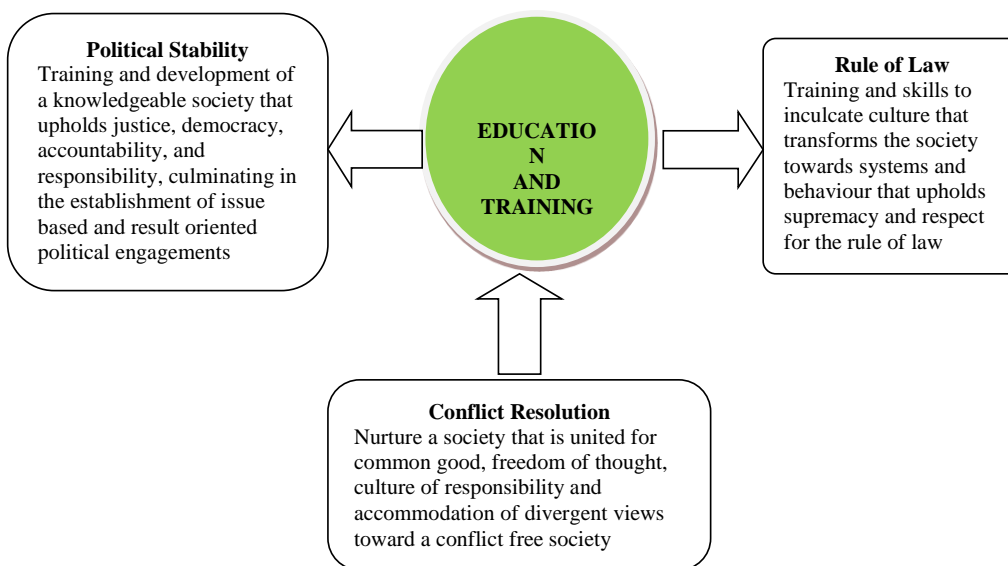 Political Stability
Training and development of
a knowledgeable society that
upholds justice, democracy,
accountability, and
responsibility, culminating in
the establishment of issue
based and result oriented
political engagements
EDUCATIO
N
AND
TRAINING
Rule of Law
Training and skills to
inculcate culture that
transforms the society
towards systems and
behaviour that upholds
supremacy and respect
for the rule of law
Conflict Resolution
Nurture a society that is united for
common good, freedom of thought,
culture of responsibility and
accommodation of divergent views
toward a conflict free society